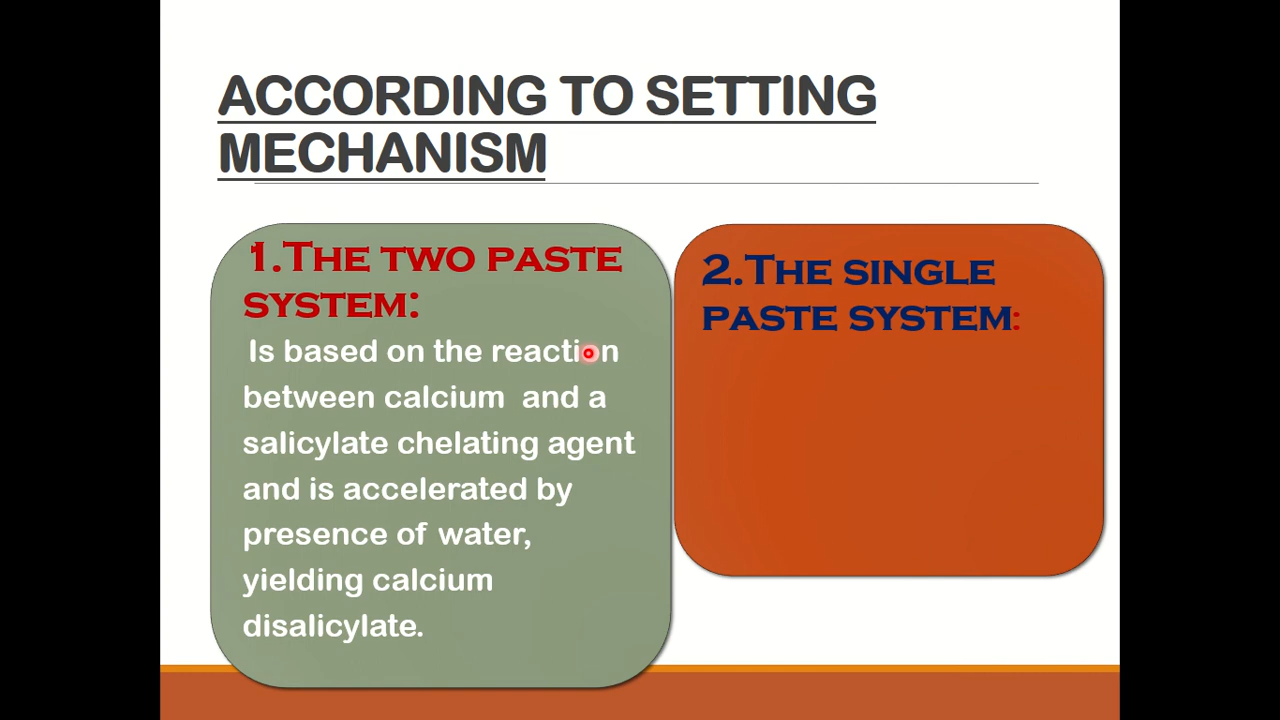 ACCORDING TO SETTING
MECHANISM
1.The two paste
system:
Is based on the reaction
between calcium and a
salicylate chelating agent
and is accelerated by
presence of water,
yielding calcium
disalicylate.
2.The single
paste system: